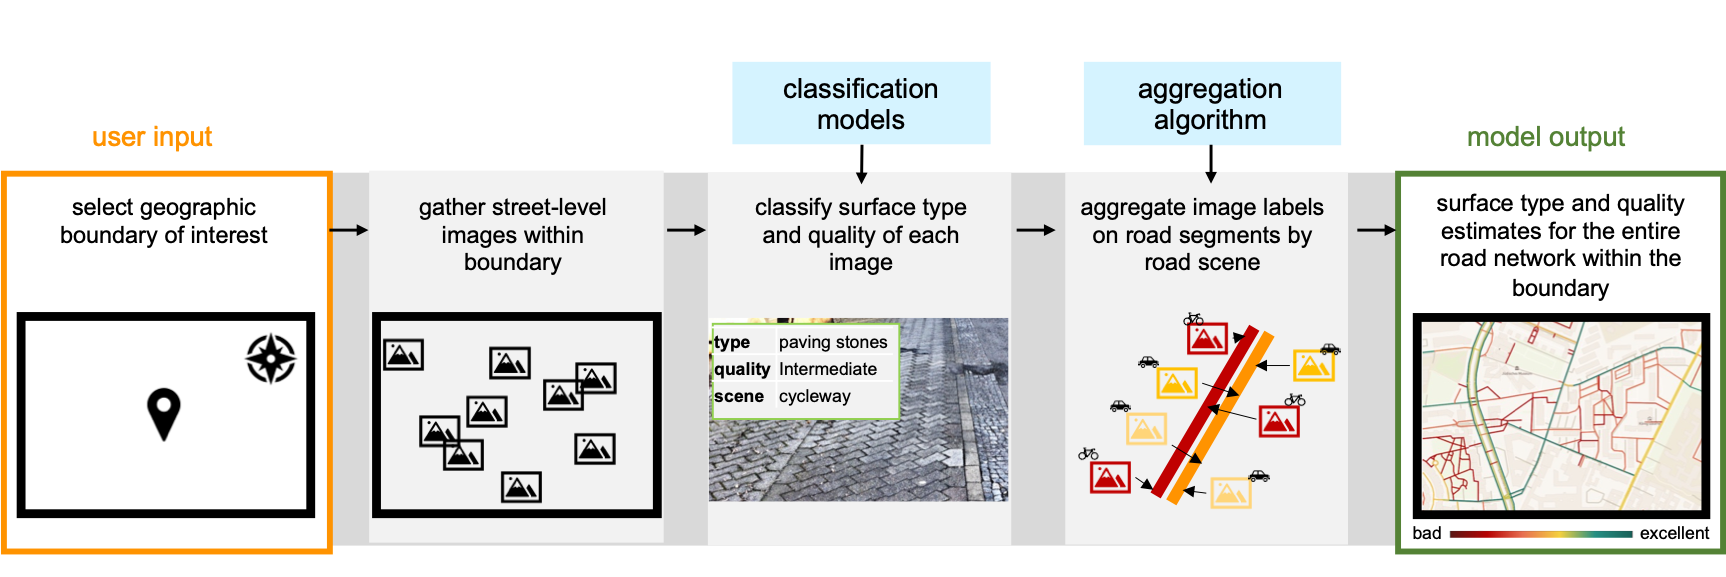 user input
select geographic
boundary of interest
gather street-level
images within
boundary
classification
models
classify surface type
and quality of each
image
type paving stones
quality Intermediate
scene cycleway
aggregation
algorithm
aggregate image labels
on road segments by
road scene
model output
surface type and quality
estimates for the entire
road network within the
boundary
bad
excellent